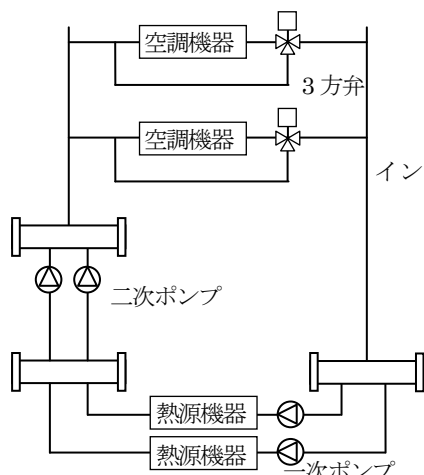 空調機器
3方弁
空調機器
イン
二次ポンプ
熱源機器
熱源機器
一次ポンプ